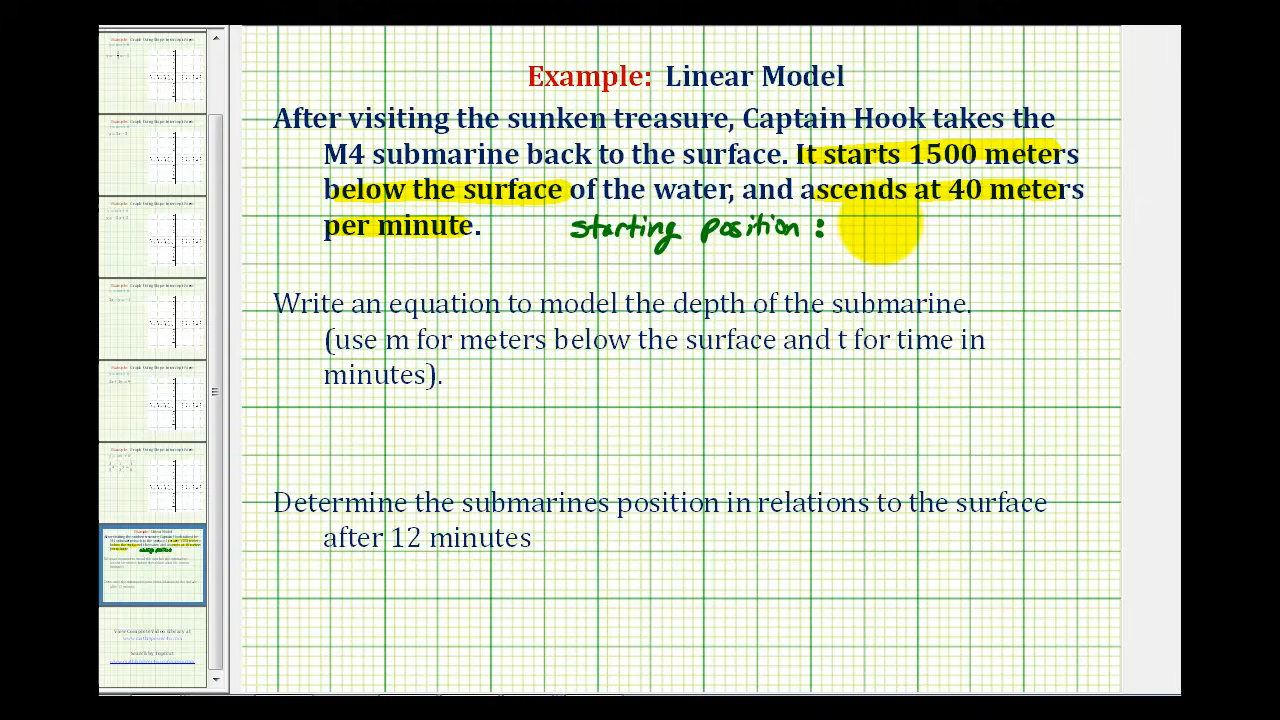 Example: Linear Model
After visiting the sunken treasure, Captain Hook takes the
M4 submarine back to the surface. It starts 1500 meters
below the surface of the water, and ascends at 40 meters
per minute. starting position :
Write an equation to model the depth of the submarine.
(use m for meters below the surface and t for time in
minutes).
Determine the submarines position in relations to the surface
after 12 minutes